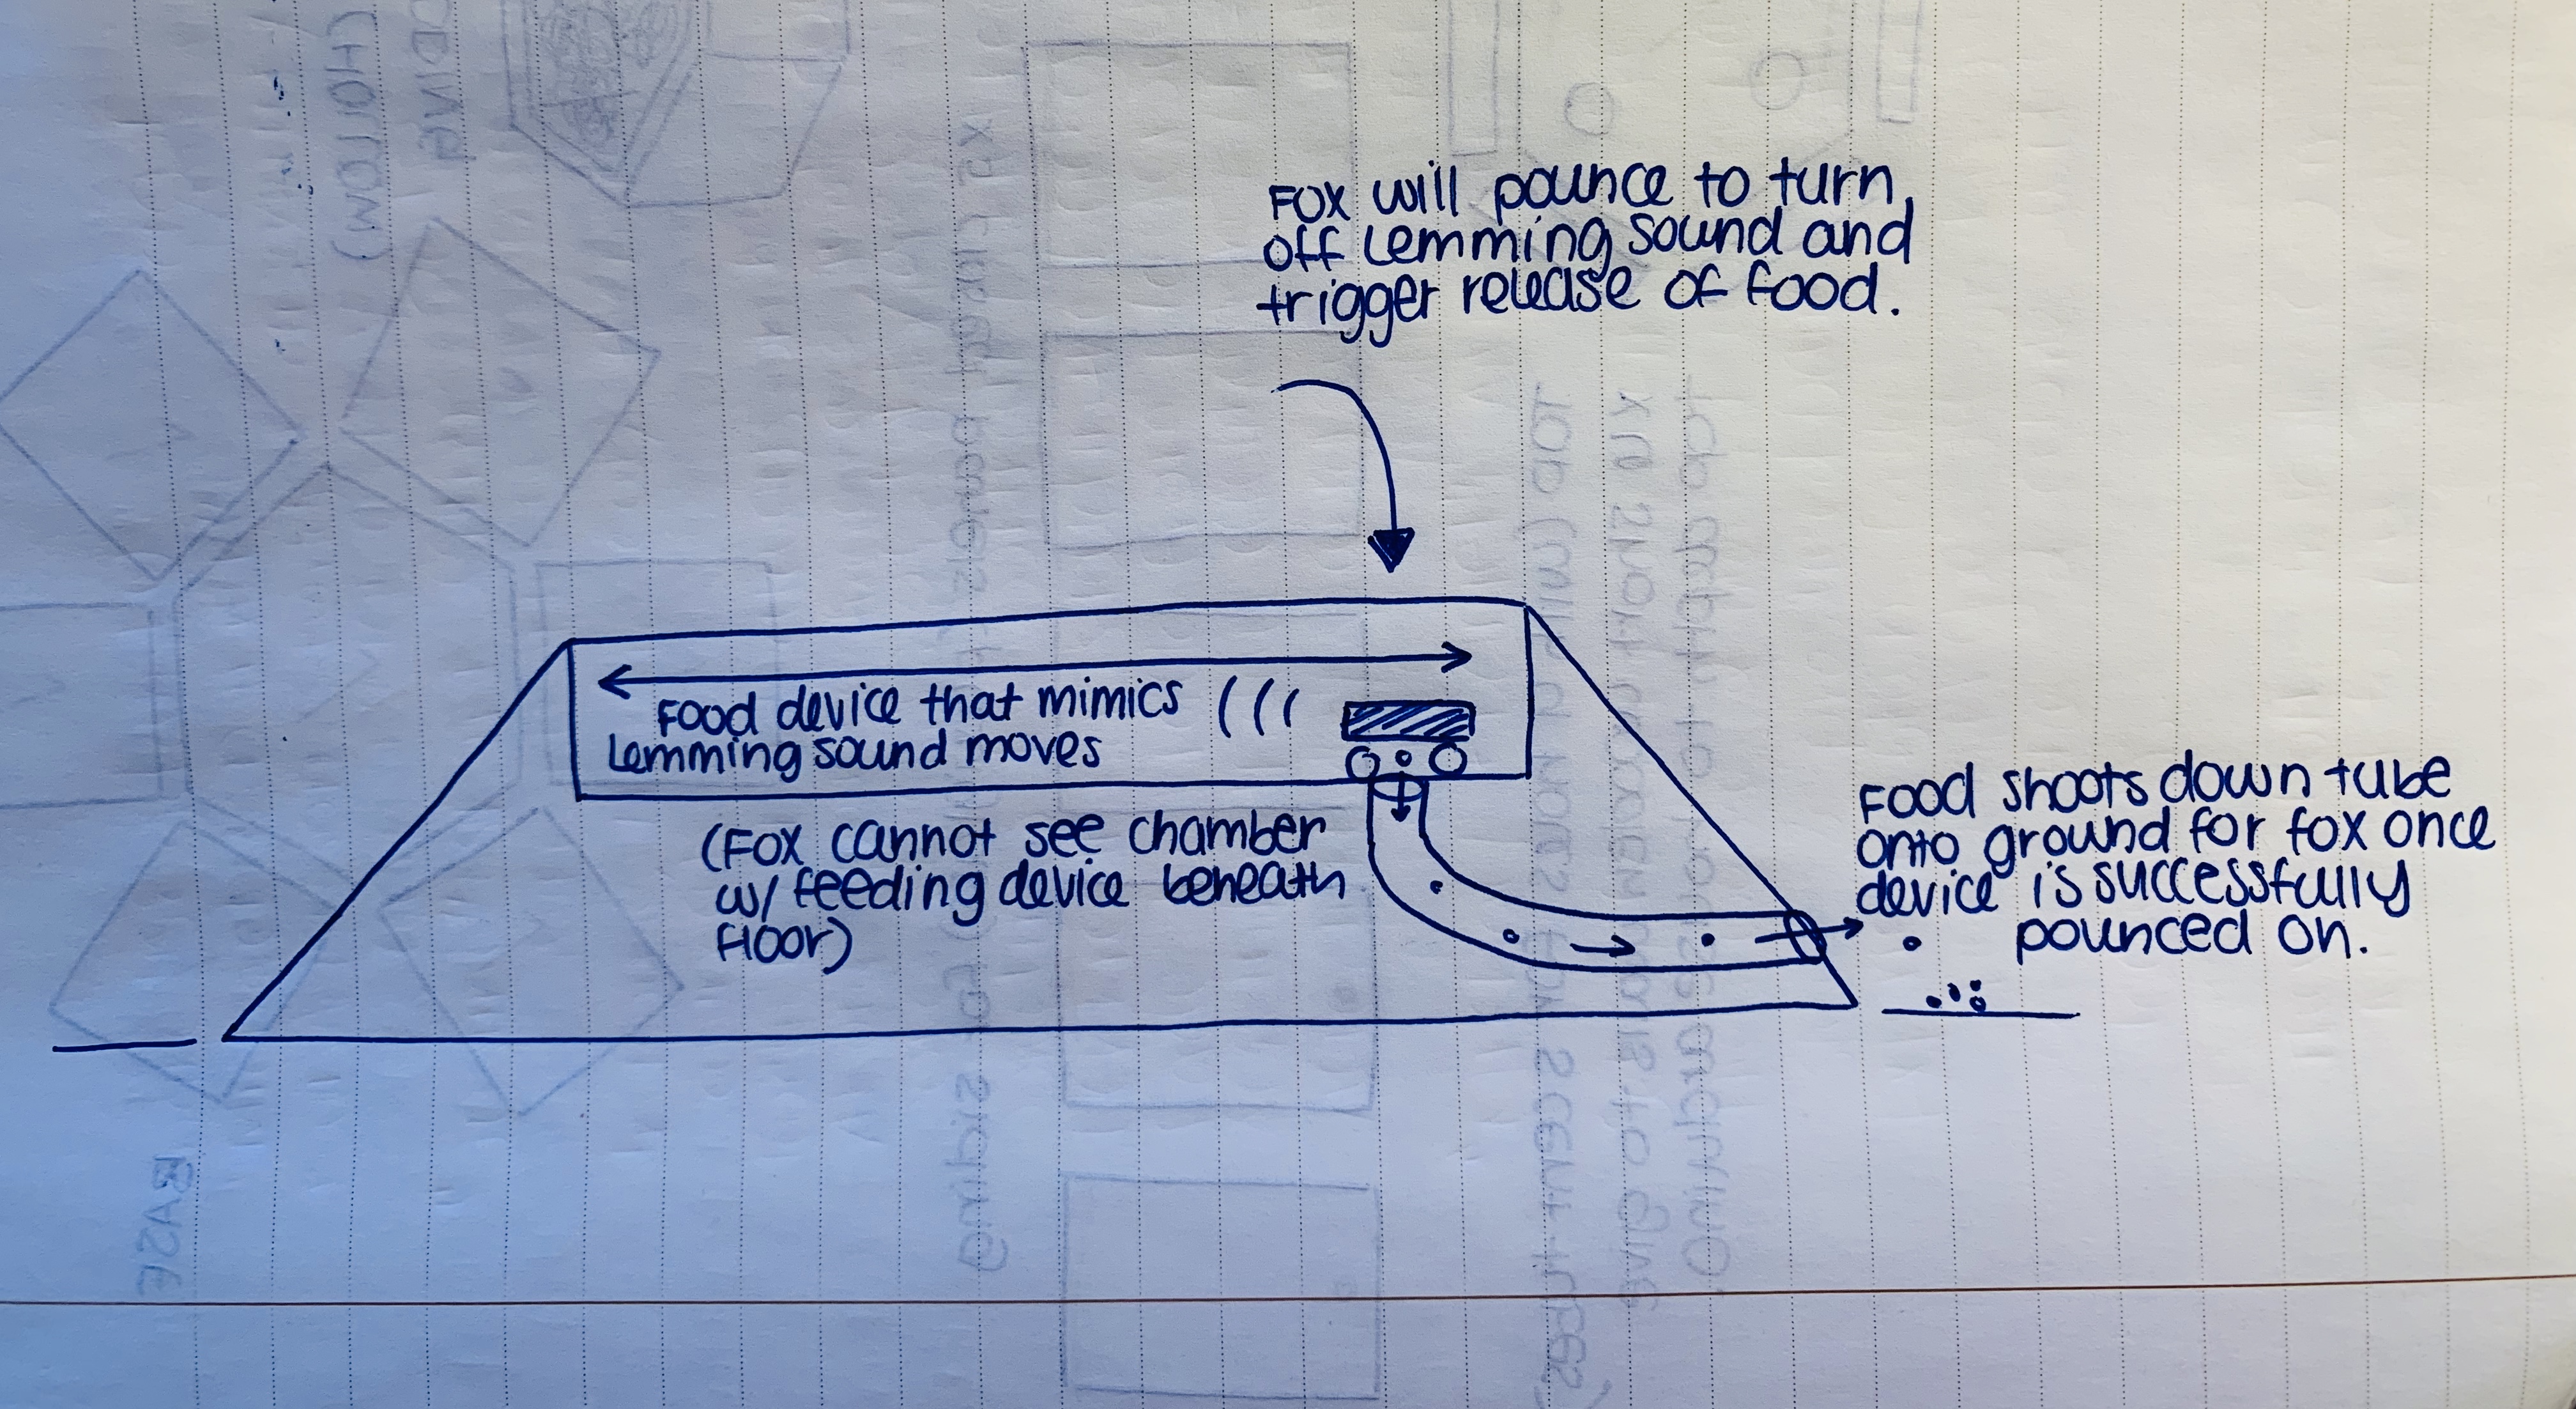 Fox will pounce to turn
off lemming sound and
trigger release of food.
Food device that mimics
lemming sound moves
(Fox cannot see chamber
w/ feeding device beneath
floor)
Food shoots down tube
onto ground for fox once
device is successfully
pounced on.
(HOLLOW)
BASE